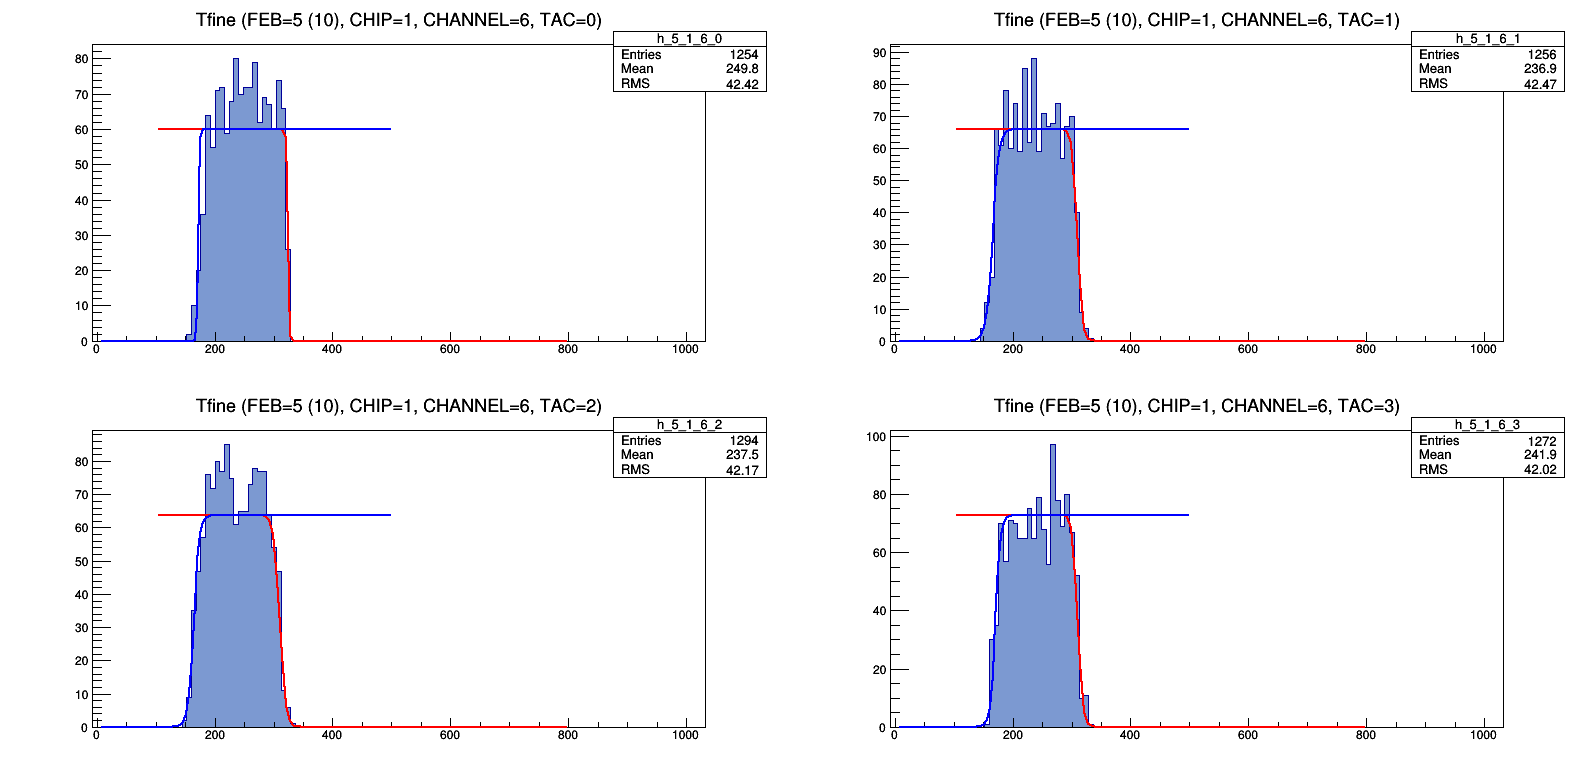 Tfine (FEB=5 (10), CHIP=1, CHANNEL=6, TAC=0)
h_5_1_6_0
Entries 1254
Mean 249.8
RMS 42.42
80
70
60
50
40
30
20
10
0
0 200 400 600 800 1000
Tfine (FEB=5 (10), CHIP=1, CHANNEL=6, TAC=1)
h_5_1_6_1
Entries 1256
Mean 236.9
RMS 42.47
90
80
70
60
50
40
30
20
10
0
0 200 400 600 800 1000
Tfine (FEB=5 (10), CHIP=1, CHANNEL=6, TAC=2)
h_5_1_6_2
Entries 1294
Mean 237.5
RMS 42.17
80
70
60
50
40
30
20
10
0
0 200 400 600 800 1000
Tfine (FEB=5 (10), CHIP=1, CHANNEL=6, TAC=3)
h_5_1_6_3
Entries 1272
Mean 241.9
RMS 42.02
100
80
60
40
20
0
0 200 400 600 800 1000